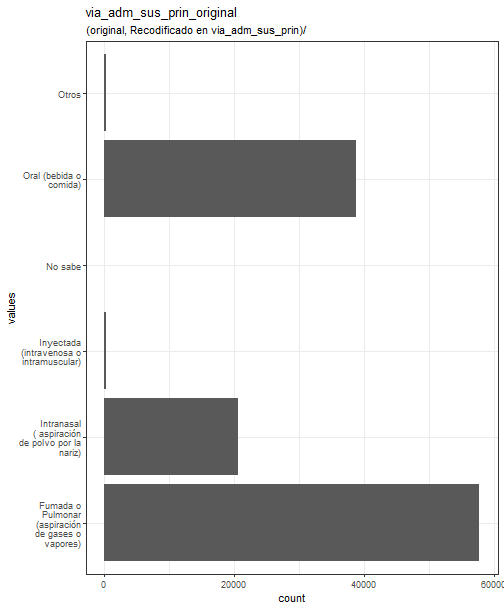 via_adm_sus_prin_original
(original, Recodificado en via_adm_sus_prin)/
Otros
Oral (bebida o
comida)
No sabe
Inyectada
(intravenosa o
intramuscular)
Intranasal
( aspiración
de polvo por la
nariz)
Fumada o
Pulmonar
(aspiración
de gases o
vapores)
values
0
20000
40000
60000
count